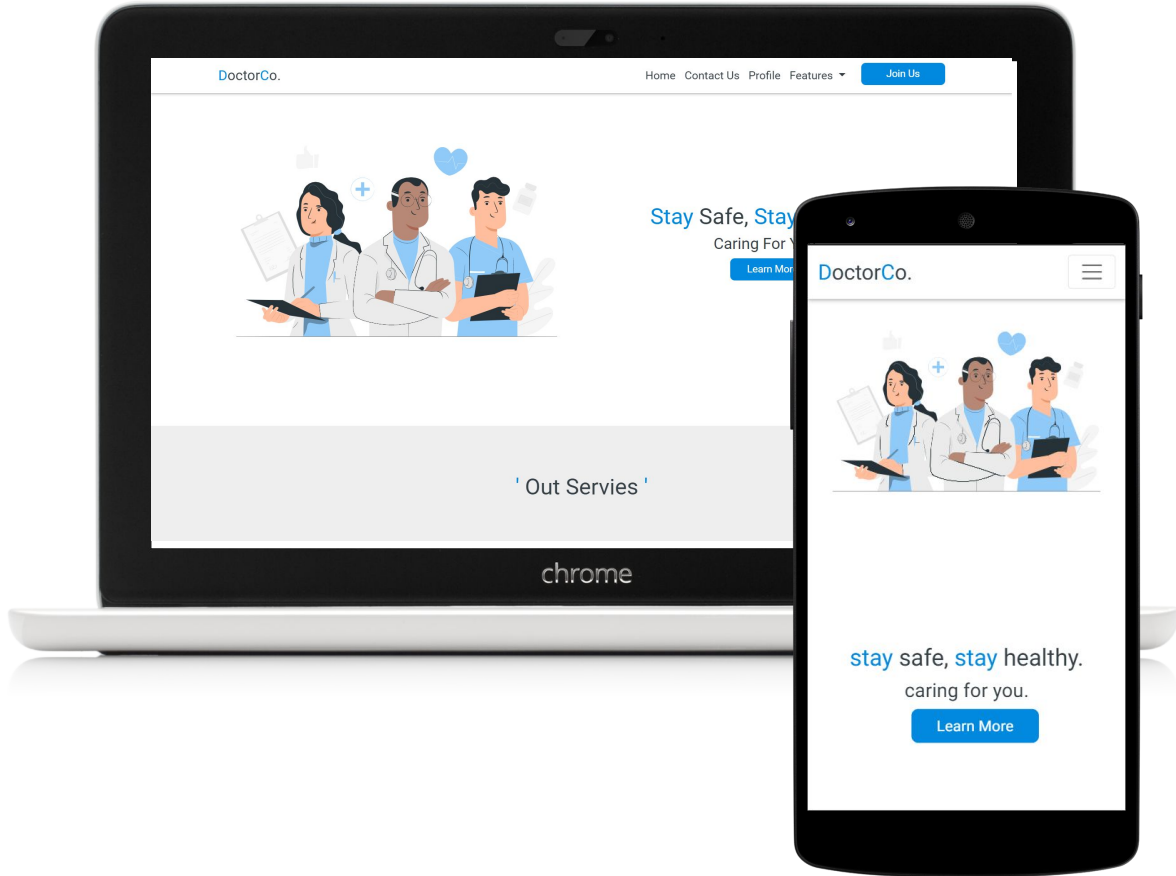 DoctorCo.
Home Contact Us Profile Features Join Us
Stay Safe, Stay
Caring For
Learn Mor
' Out Servies '
chrome
DoctorCo.
stay safe, stay healthy.
caring for you.
Learn More